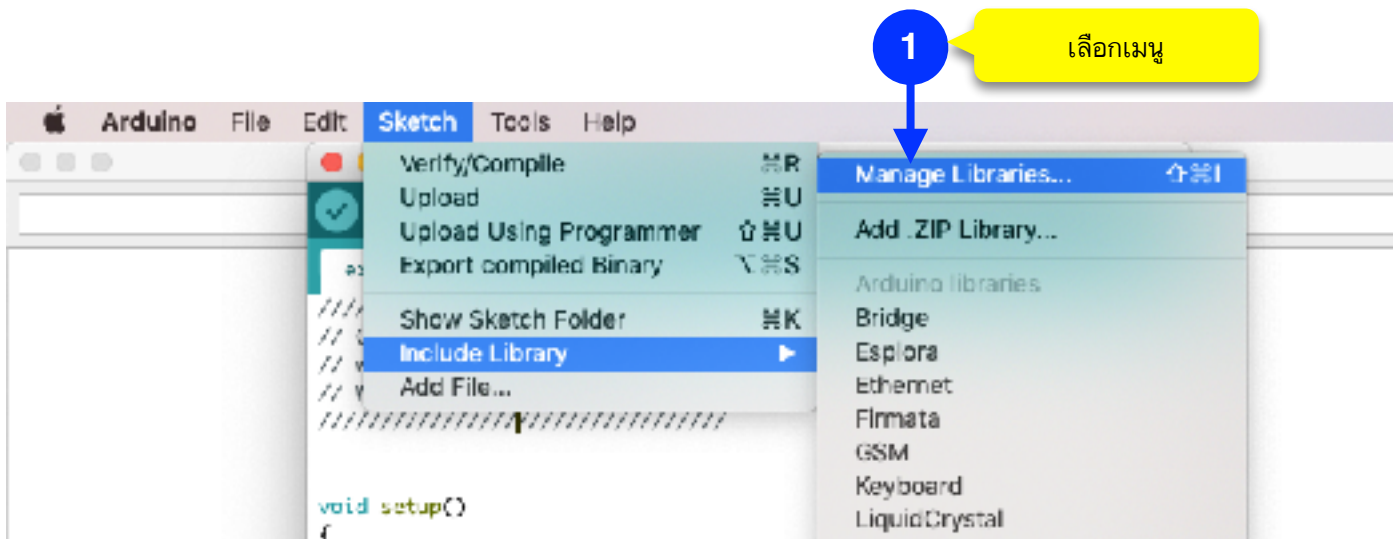 1
เลือกเมนู
Arduino File Edit Sketch Tools Help
Verify/Compile ⌘R
Upload ⌘U
Upload Using Programmer ⇧⌘U
Export compiled Binary ⌥⌘S
Show Sketch Folder ⌘K
Include Library
Add File...
Manage Libraries... ⇧⌘I
Add .ZIP Library...
Arduino libraries
Bridge
Esplora
Ethernet
Firmata
GSM
Keyboard
LiquidCrystal
////
//
//
//
//////////////////////////////////
void setup()
{